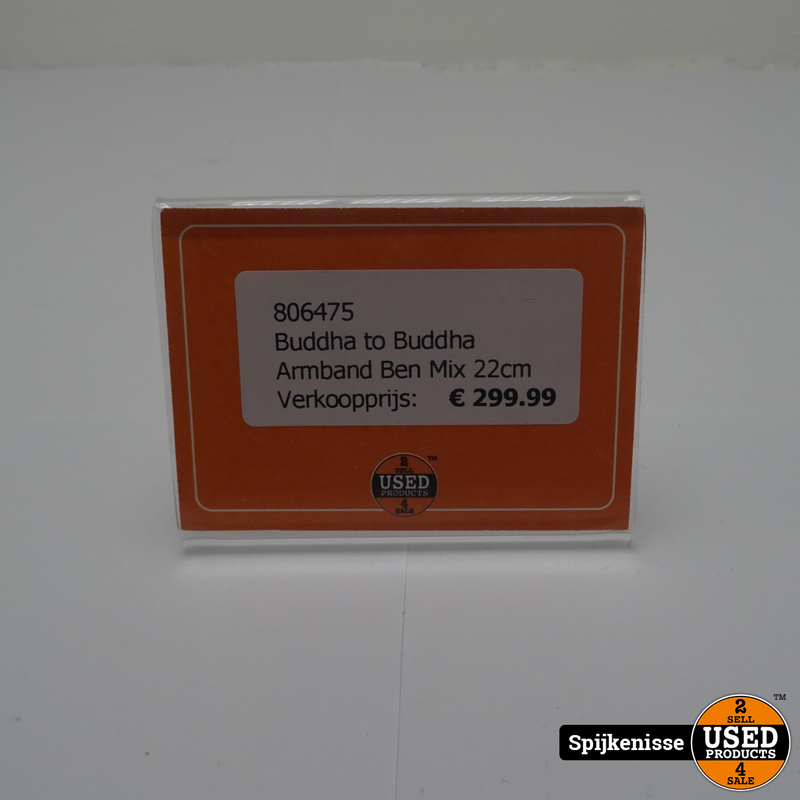 806475
Buddha to Buddha
Armband Ben Mix 22cm
Verkoopprijs: € 299.99
2
SELL
USED
PRODUCTS
4
SALE
TM
Spijkenisse
2
SELL
USED
PRODUCTS
4
SALE
TM